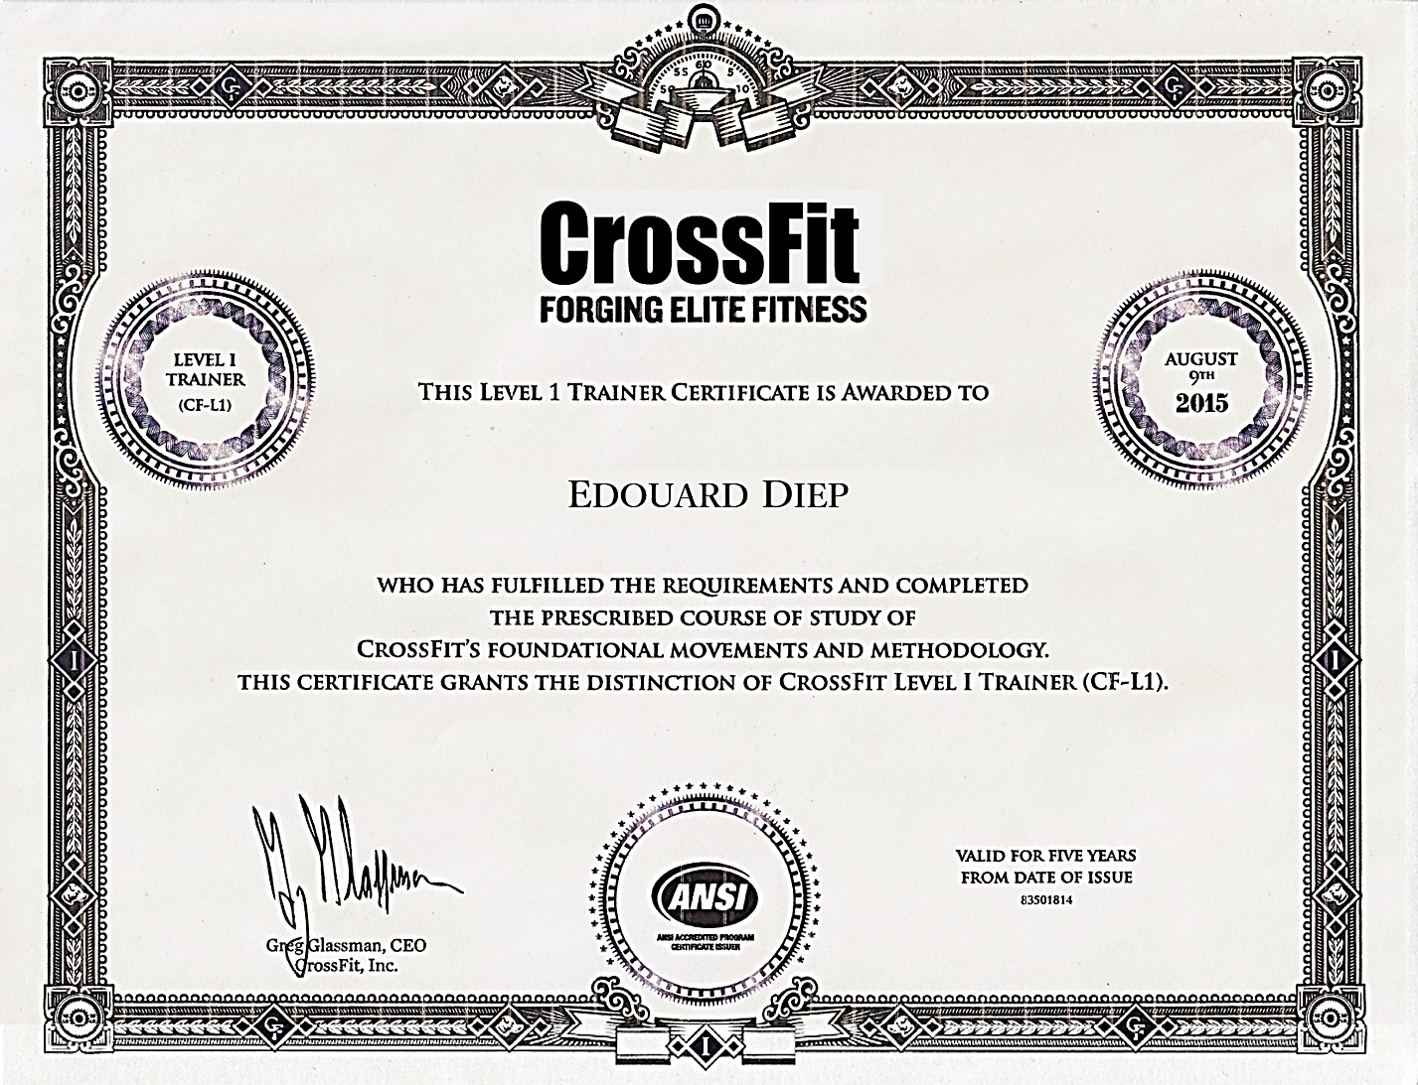 55 60 5
50 10
CrossFit
FORGING ELITE FITNESS
LEVEL I
TRAINER
(CF-L1)
AUGUST
9TH
2015
THIS LEVEL 1 TRAINER CERTIFICATE IS AWARDED TO
EDOUARD DIEP
WHO HAS FULFILLED THE REQUIREMENTS AND COMPLETED
THE PRESCRIBED COURSE OF STUDY OF
CROSSFIT'S FOUNDATIONAL MOVEMENTS AND METHODOLOGY.
THIS CERTIFICATE GRANTS THE DISTINCTION OF CROSSFIT LEVEL I TRAINER (CF-L1).
Greg Glassman, CEO
CrossFit, Inc.
ANSI
ANSI ACCREDITED PROGRAM
CERTIFICATE ISSUER
VALID FOR FIVE YEARS
FROM DATE OF ISSUE
83501814
I
I
I